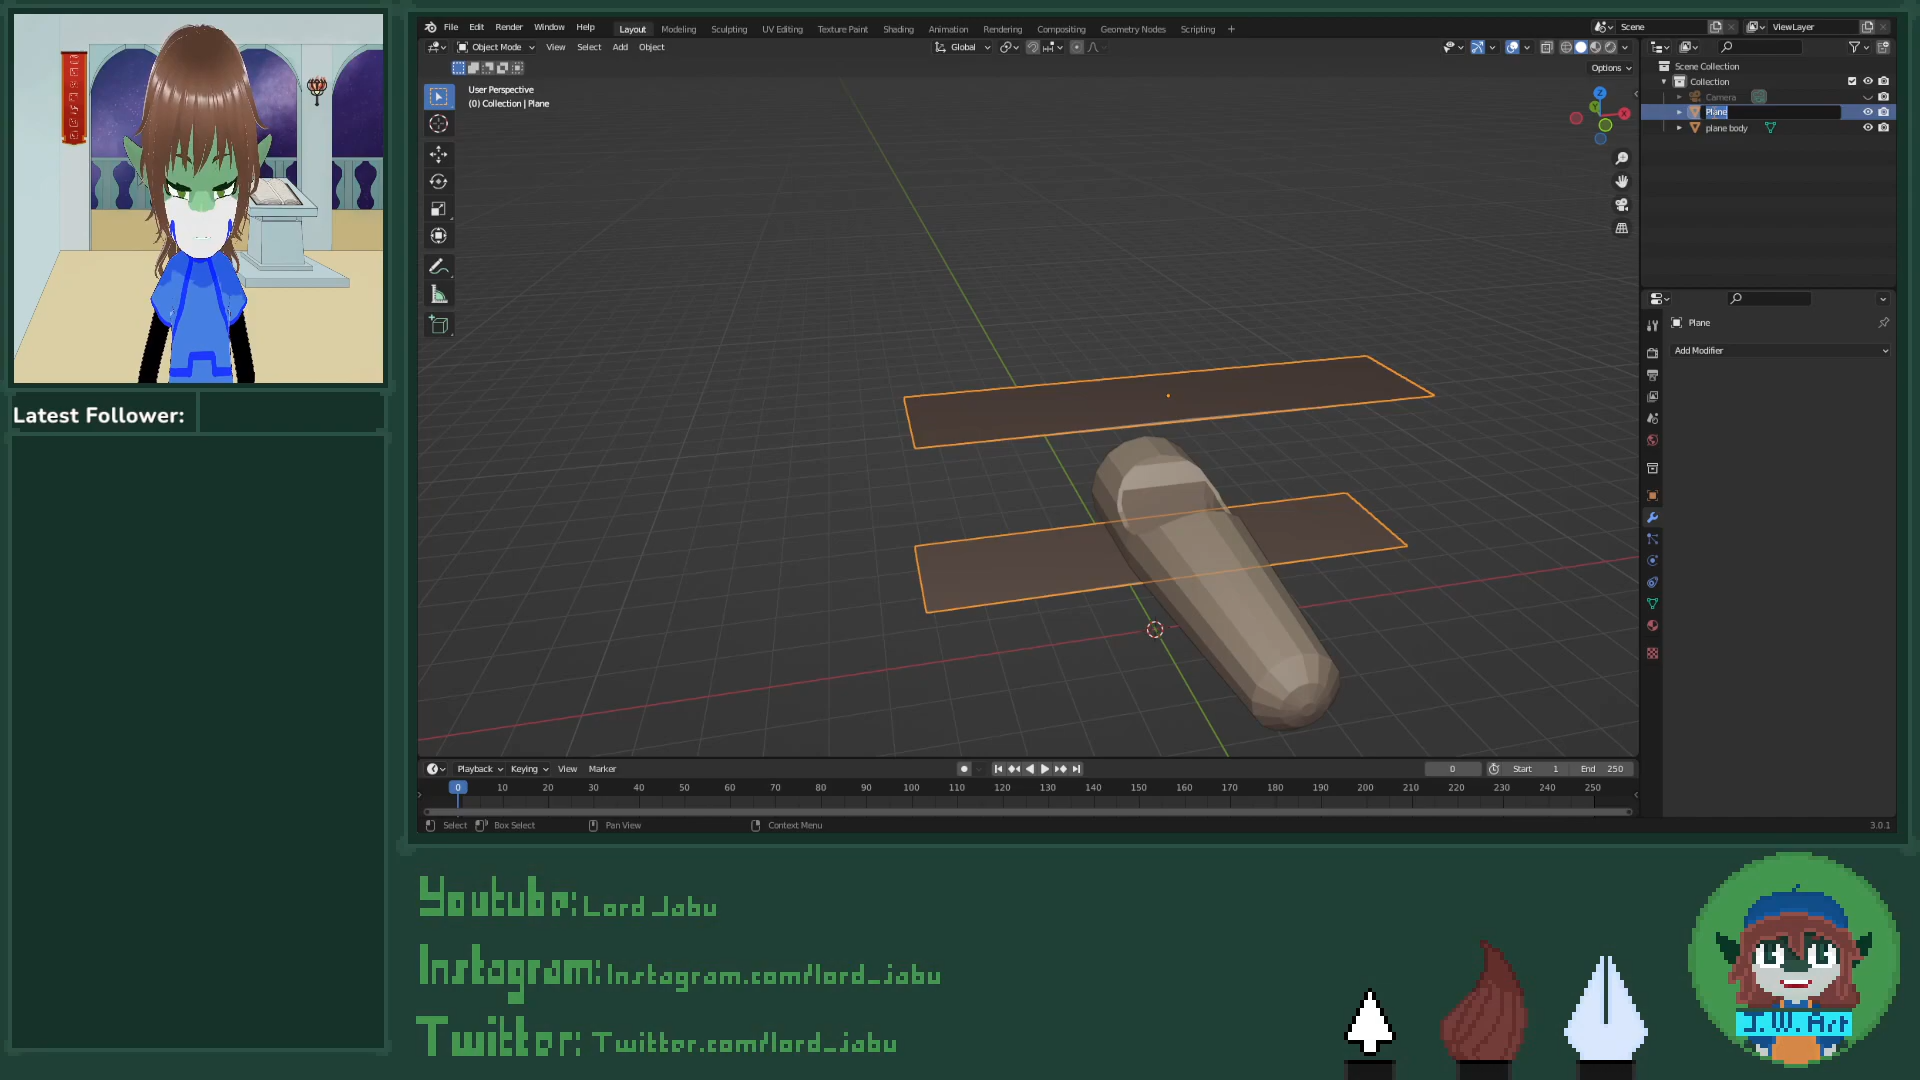 File Edit Render Window Help
Layout Modeling Sculpting UV Editing Texture Paint Shading Animation Rendering Compositing Geometry Nodes Scripting +
Scene
ViewLayer
Object Mode View Select Add Object
Global
Options
User Perspective
(0) Collection | Plane
Z
Y
X
Scene Collection
Collection
Camera
Plane
plane body
Plane
Add Modifier
Latest Follower:
Playback Keying View Marker
0 Start 1 End 250
0 10 20 30 40 50 60 70 80 90 100 110 120 130 140 150 160 170 180 190 200 210 220 230 240 250
Select Box Select Pan View Context Menu
3.0.1
Youtube: Lord Jabu
Instagram: Instagram.com/lord_jabu
Twitter: Twitter.com/lord_jabu
J.W. Art